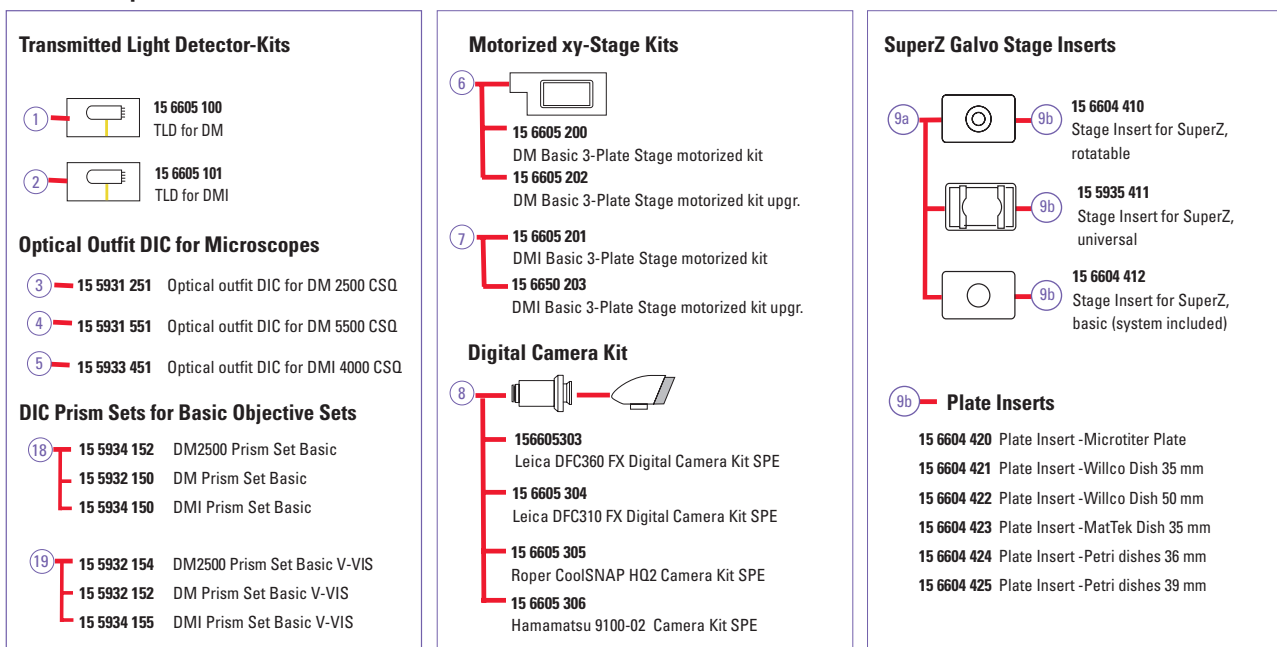 Transmitted Light Detector-Kits
1
15 6605 100
TLD for DM
2
15 6605 101
TLD for DMI
Optical Outfit DIC for Microscopes
3 15 5931 251 Optical outfit DIC for DM 2500 CSQ
4 15 5931 551 Optical outfit DIC for DM 5500 CSQ
5 15 5933 451 Optical outfit DIC for DMI 4000 CSQ
DIC Prism Sets for Basic Objective Sets
18 15 5934 152 DM2500 Prism Set Basic
15 5932 150 DM Prism Set Basic
15 5934 150 DMI Prism Set Basic
19 15 5932 154 DM2500 Prism Set Basic V-VIS
15 5932 152 DM Prism Set Basic V-VIS
15 5934 155 DMI Prism Set Basic V-VIS
Motorized xy-Stage Kits
6
15 6605 200
DM Basic 3-Plate Stage motorized kit
15 6605 202
DM Basic 3-Plate Stage motorized kit upgr.
7 15 6605 201
DMI Basic 3-Plate Stage motorized kit
15 6650 203
DMI Basic 3-Plate Stage motorized kit upgr.
Digital Camera Kit
8
156605303
Leica DFC360 FX Digital Camera Kit SPE
15 6605 304
Leica DFC310 FX Digital Camera Kit SPE
15 6605 305
Roper CoolSNAP HQ2 Camera Kit SPE
15 6605 306
Hamamatsu 9100-02 Camera Kit SPE
SuperZ Galvo Stage Inserts
9a
9b
15 6604 410
Stage Insert for SuperZ,
rotatable
9b
15 5935 411
Stage Insert for SuperZ,
universal
9b
15 6604 412
Stage Insert for SuperZ,
basic (system included)
9b Plate Inserts
15 6604 420 Plate Insert -Microtiter Plate
15 6604 421 Plate Insert -Willco Dish 35 mm
15 6604 422 Plate Insert -Willco Dish 50 mm
15 6604 423 Plate Insert -MatTek Dish 35 mm
15 6604 424 Plate Insert -Petri dishes 36 mm
15 6604 425 Plate Insert -Petri dishes 39 mm